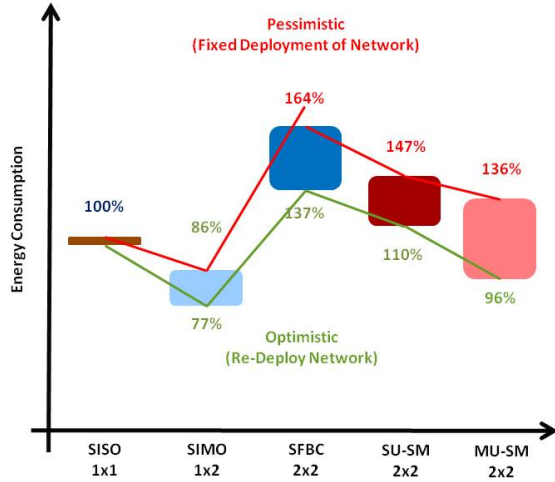 Pessimistic
(Fixed Deployment of Network)
164%
147%
136%
100%
86%
137%
110%
96%
77%
Optimistic
(Re-Deploy Network)
Energy Consumption
SISO
1x1
SIMO
1x2
SFBC
2x2
SU-SM
2x2
MU-SM
2x2